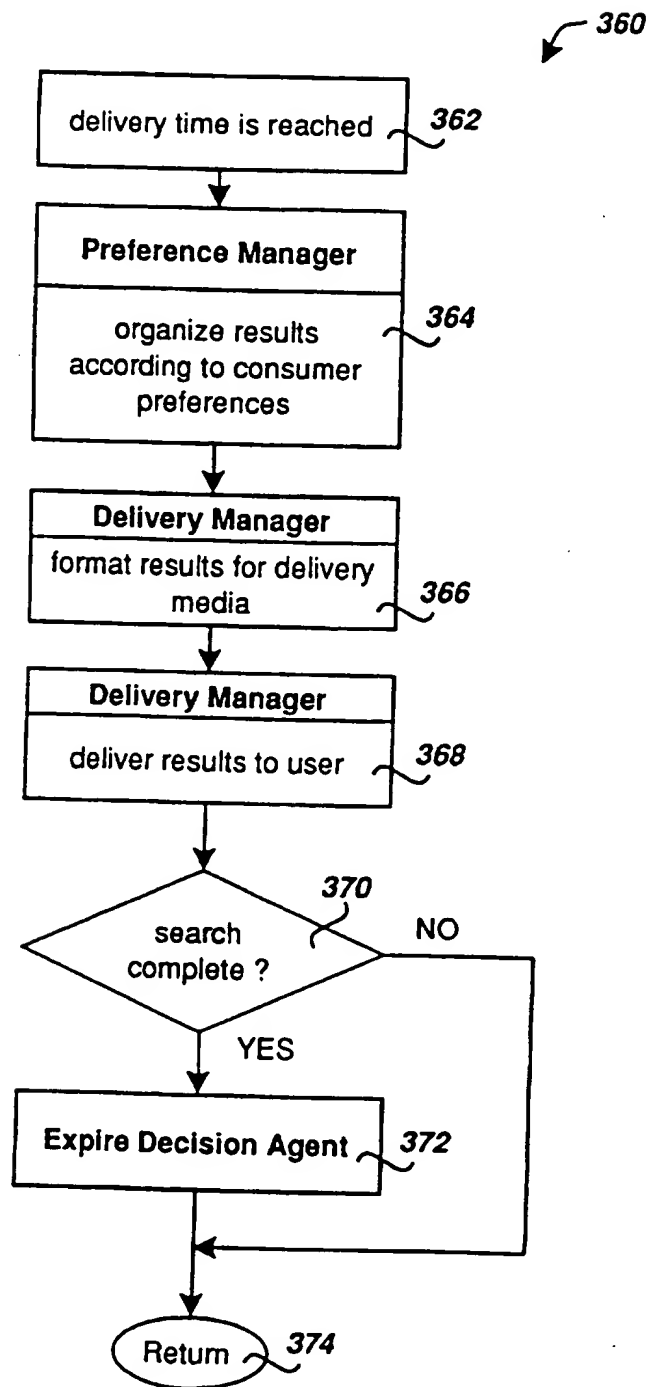 360
delivery time is reached
362
Preference Manager
364
organize results
according to consumer
preferences
Delivery Manager
format results for delivery
media
366
Delivery Manager
deliver results to user
368
370
search
complete ?
NO
YES
Expire Decision Agent
372
Return
374